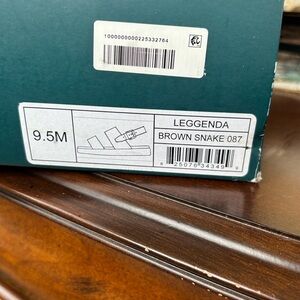 1000000000225332764
9.5M
LEGGENDA
BROWN SNAKE 087